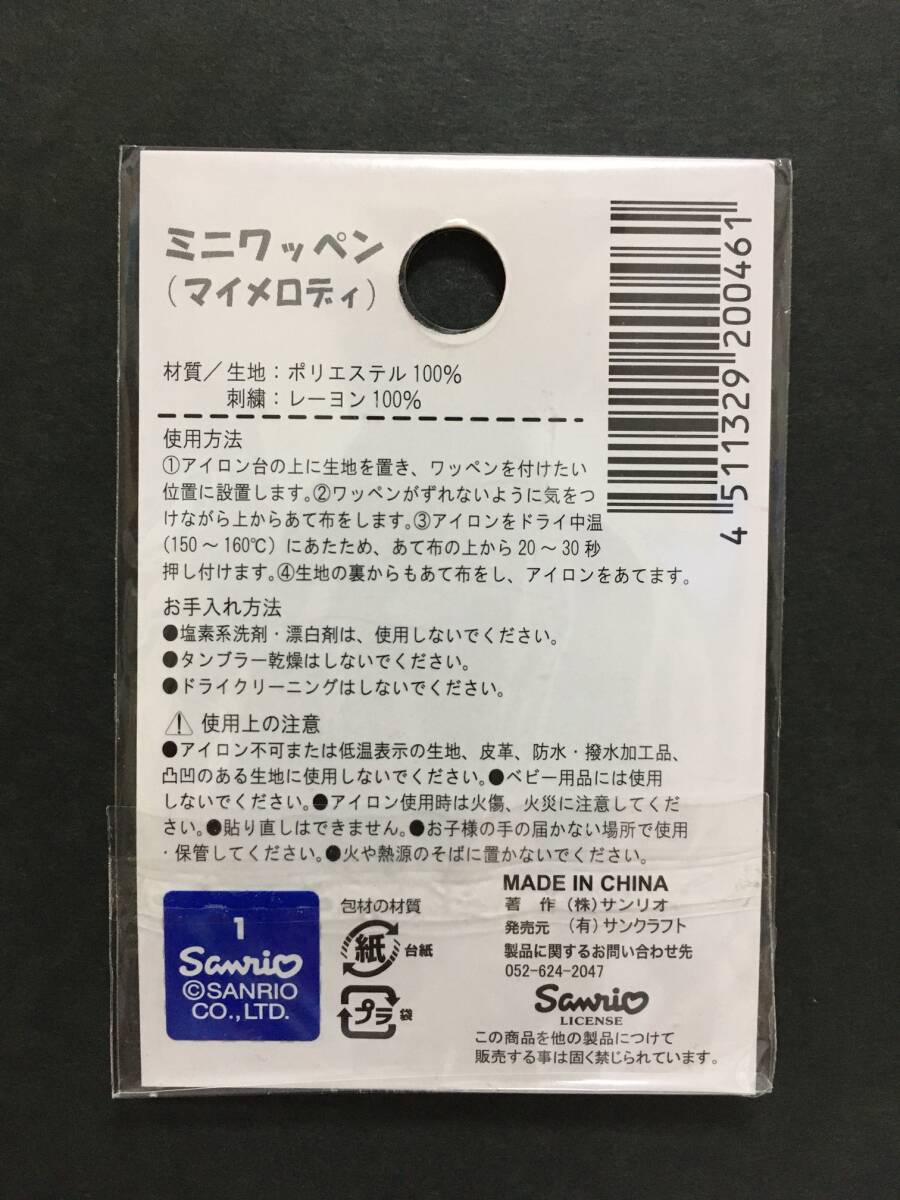 ミニワッペン
(マイメロディ)
4 511329 200461
材質／生地：ポリエステル100%
刺繍：レーヨン100%
使用方法
①アイロン台の上に生地を置き、ワッペンを付けたい
位置に設置します。②ワッペンがずれないように気をつ
けながら上からあて布をします。③アイロンをドライ中温
(150～160℃)にあたため、あて布の上から20～30秒
押し付けます。④生地の裏からもあて布をし、アイロンをあてます。
お手入れ方法
●塩素系洗剤・漂白剤は、使用しないでください。
●タンブラー乾燥はしないでください。
●ドライクリーニングはしないでください。
⚠ 使用上の注意
●アイロン不可または低温表示の生地、皮革、防水・撥水加工品、
凸凹のある生地に使用しないでください。●ベビー用品には使用
しないでください。●アイロン使用時は火傷、火災に注意してくだ
さい。●貼り直しはできません。●お子様の手の届かない場所で使用
・保管してください。●火や熱源のそばに置かないでください。
1
Sanrio
©SANRIO
CO.,LTD.
包材の材質
紙 台紙
プラ 袋
MADE IN CHINA
著 作 (株)サンリオ
発売元 (有)サンクラフト
製品に関するお問い合わせ先
052-624-2047
Sanrio
LICENSE
この商品を他の製品につけて
販売する事は固く禁じられています。